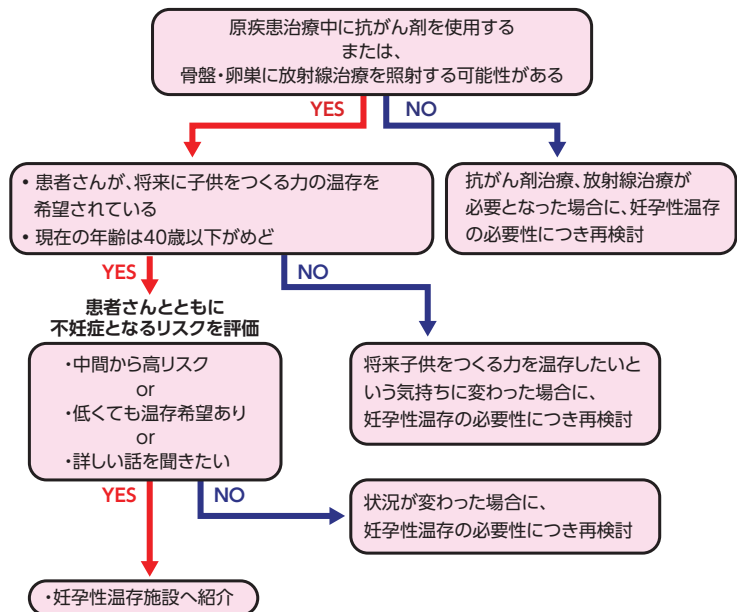 原疾患治療中に抗がん剤を使用する
または、
骨盤・卵巣に放射線治療を照射する可能性がある
YES
NO
• 患者さんが、将来に子供をつくる力の温存を
希望されている
• 現在の年齢は40歳以下がめど
抗がん剤治療、放射線治療が
必要となった場合に、妊孕性温存
の必要性につき再検討
YES
NO
患者さんとともに
不妊症となるリスクを評価
・中間から高リスク
or
・低くても温存希望あり
or
・詳しい話を聞きたい
将来子供をつくる力を温存したいと
いう気持ちに変わった場合に、
妊孕性温存の必要性につき再検討
YES
NO
状況が変わった場合に、
妊孕性温存の必要性につき再検討
・妊孕性温存施設へ紹介